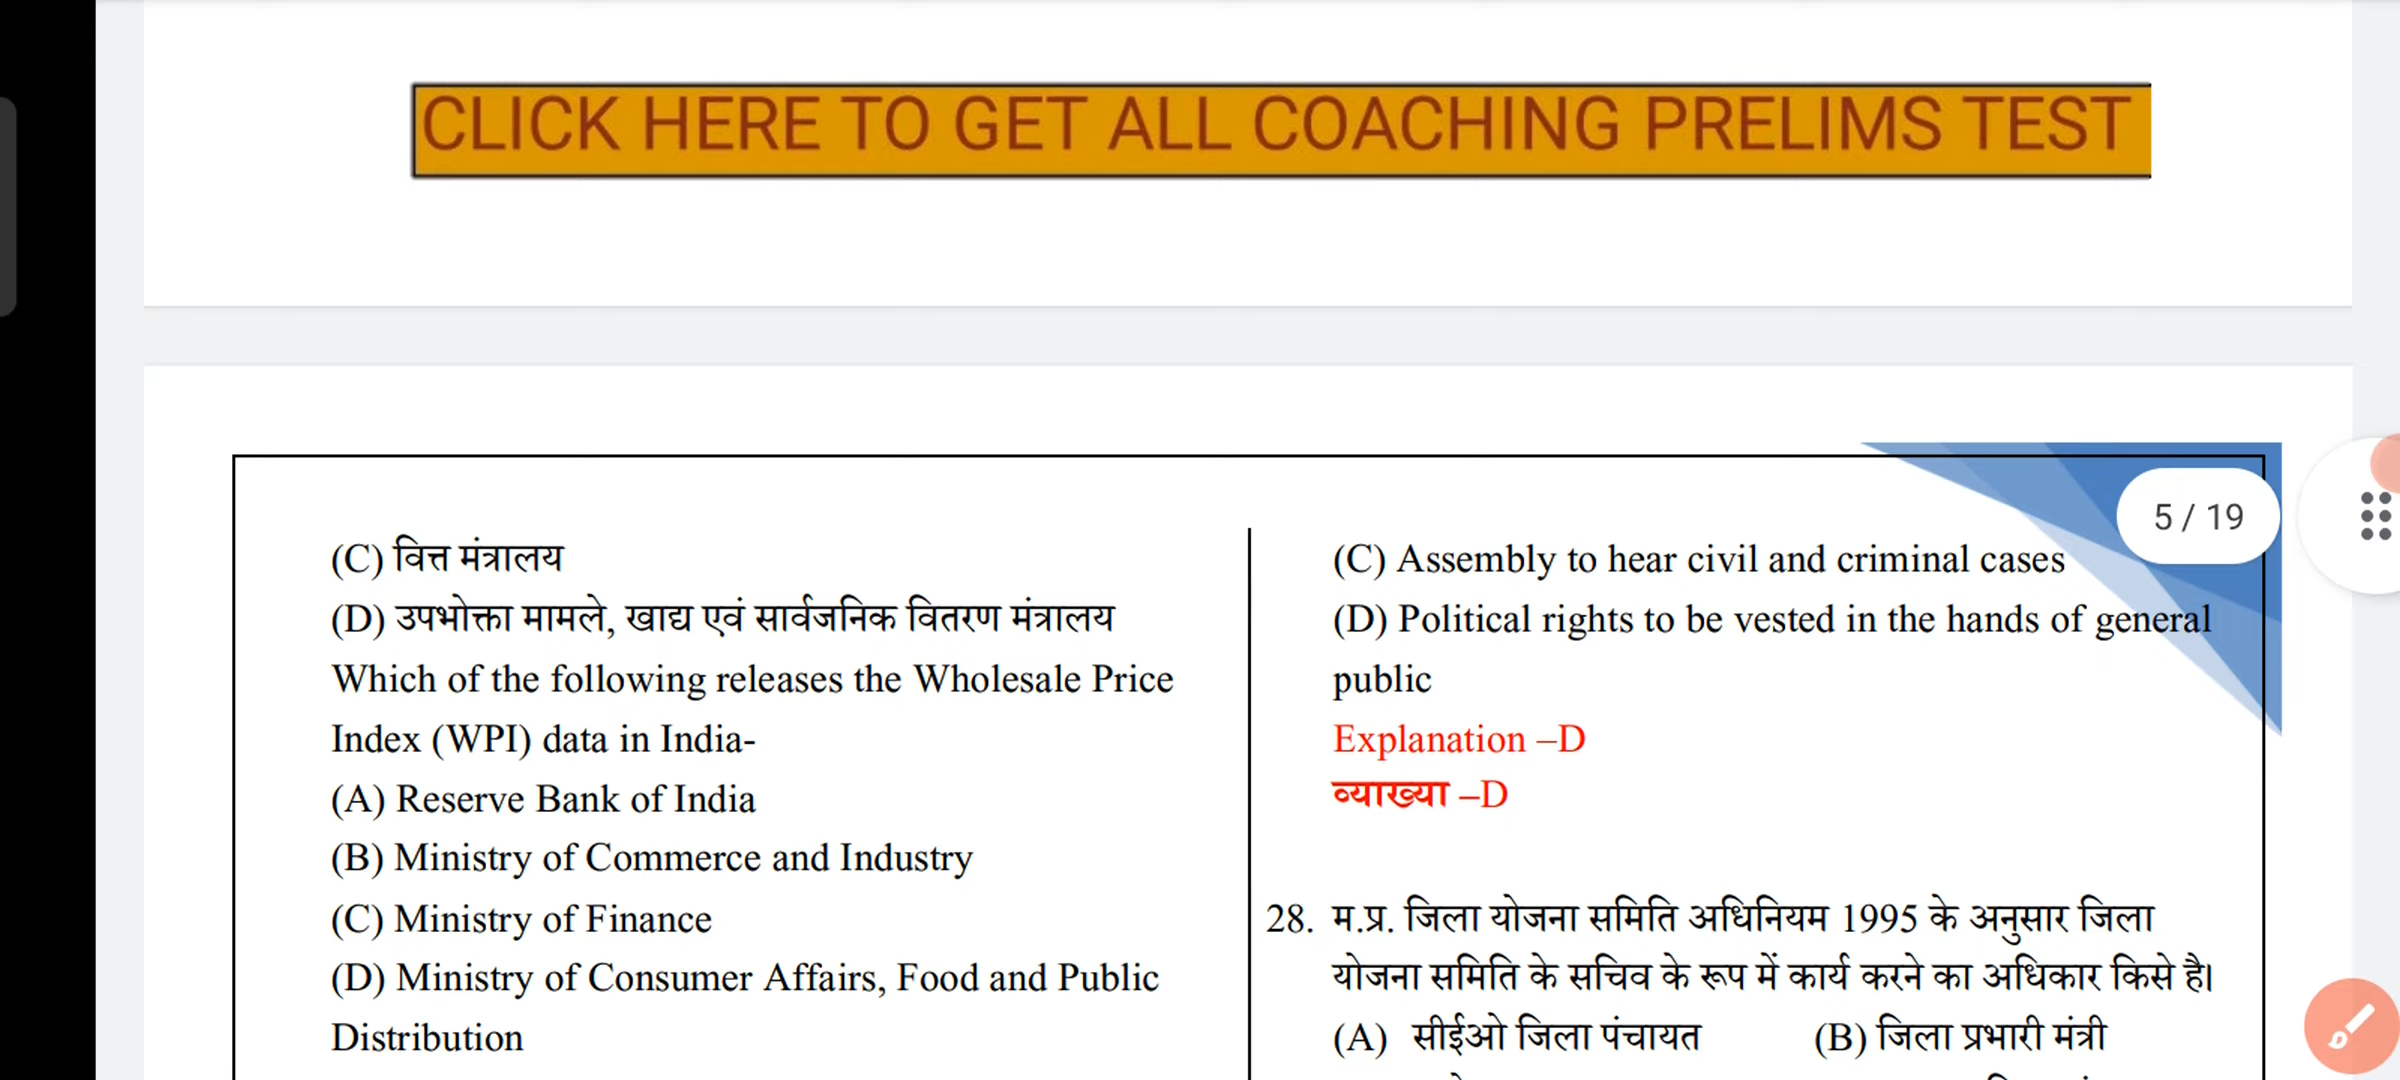 CLICK HERE TO GET ALL COACHING PRELIMS TEST
5 / 19
(C) वित्त मंत्रालय
(D) उपभोक्ता मामले, खाद्य एवं सार्वजनिक वितरण मंत्रालय
Which of the following releases the Wholesale Price
Index (WPI) data in India-
(A) Reserve Bank of India
(B) Ministry of Commerce and Industry
(C) Ministry of Finance
(D) Ministry of Consumer Affairs, Food and Public
Distribution
(C) Assembly to hear civil and criminal cases
(D) Political rights to be vested in the hands of general
public
Explanation –D
व्याख्या –D
28. म.प्र. जिला योजना समिति अधिनियम 1995 के अनुसार जिला
योजना समिति के सचिव के रूप में कार्य करने का अधिकार किसे है।
(A) सीईओ जिला पंचायत (B) जिला प्रभारी मंत्री